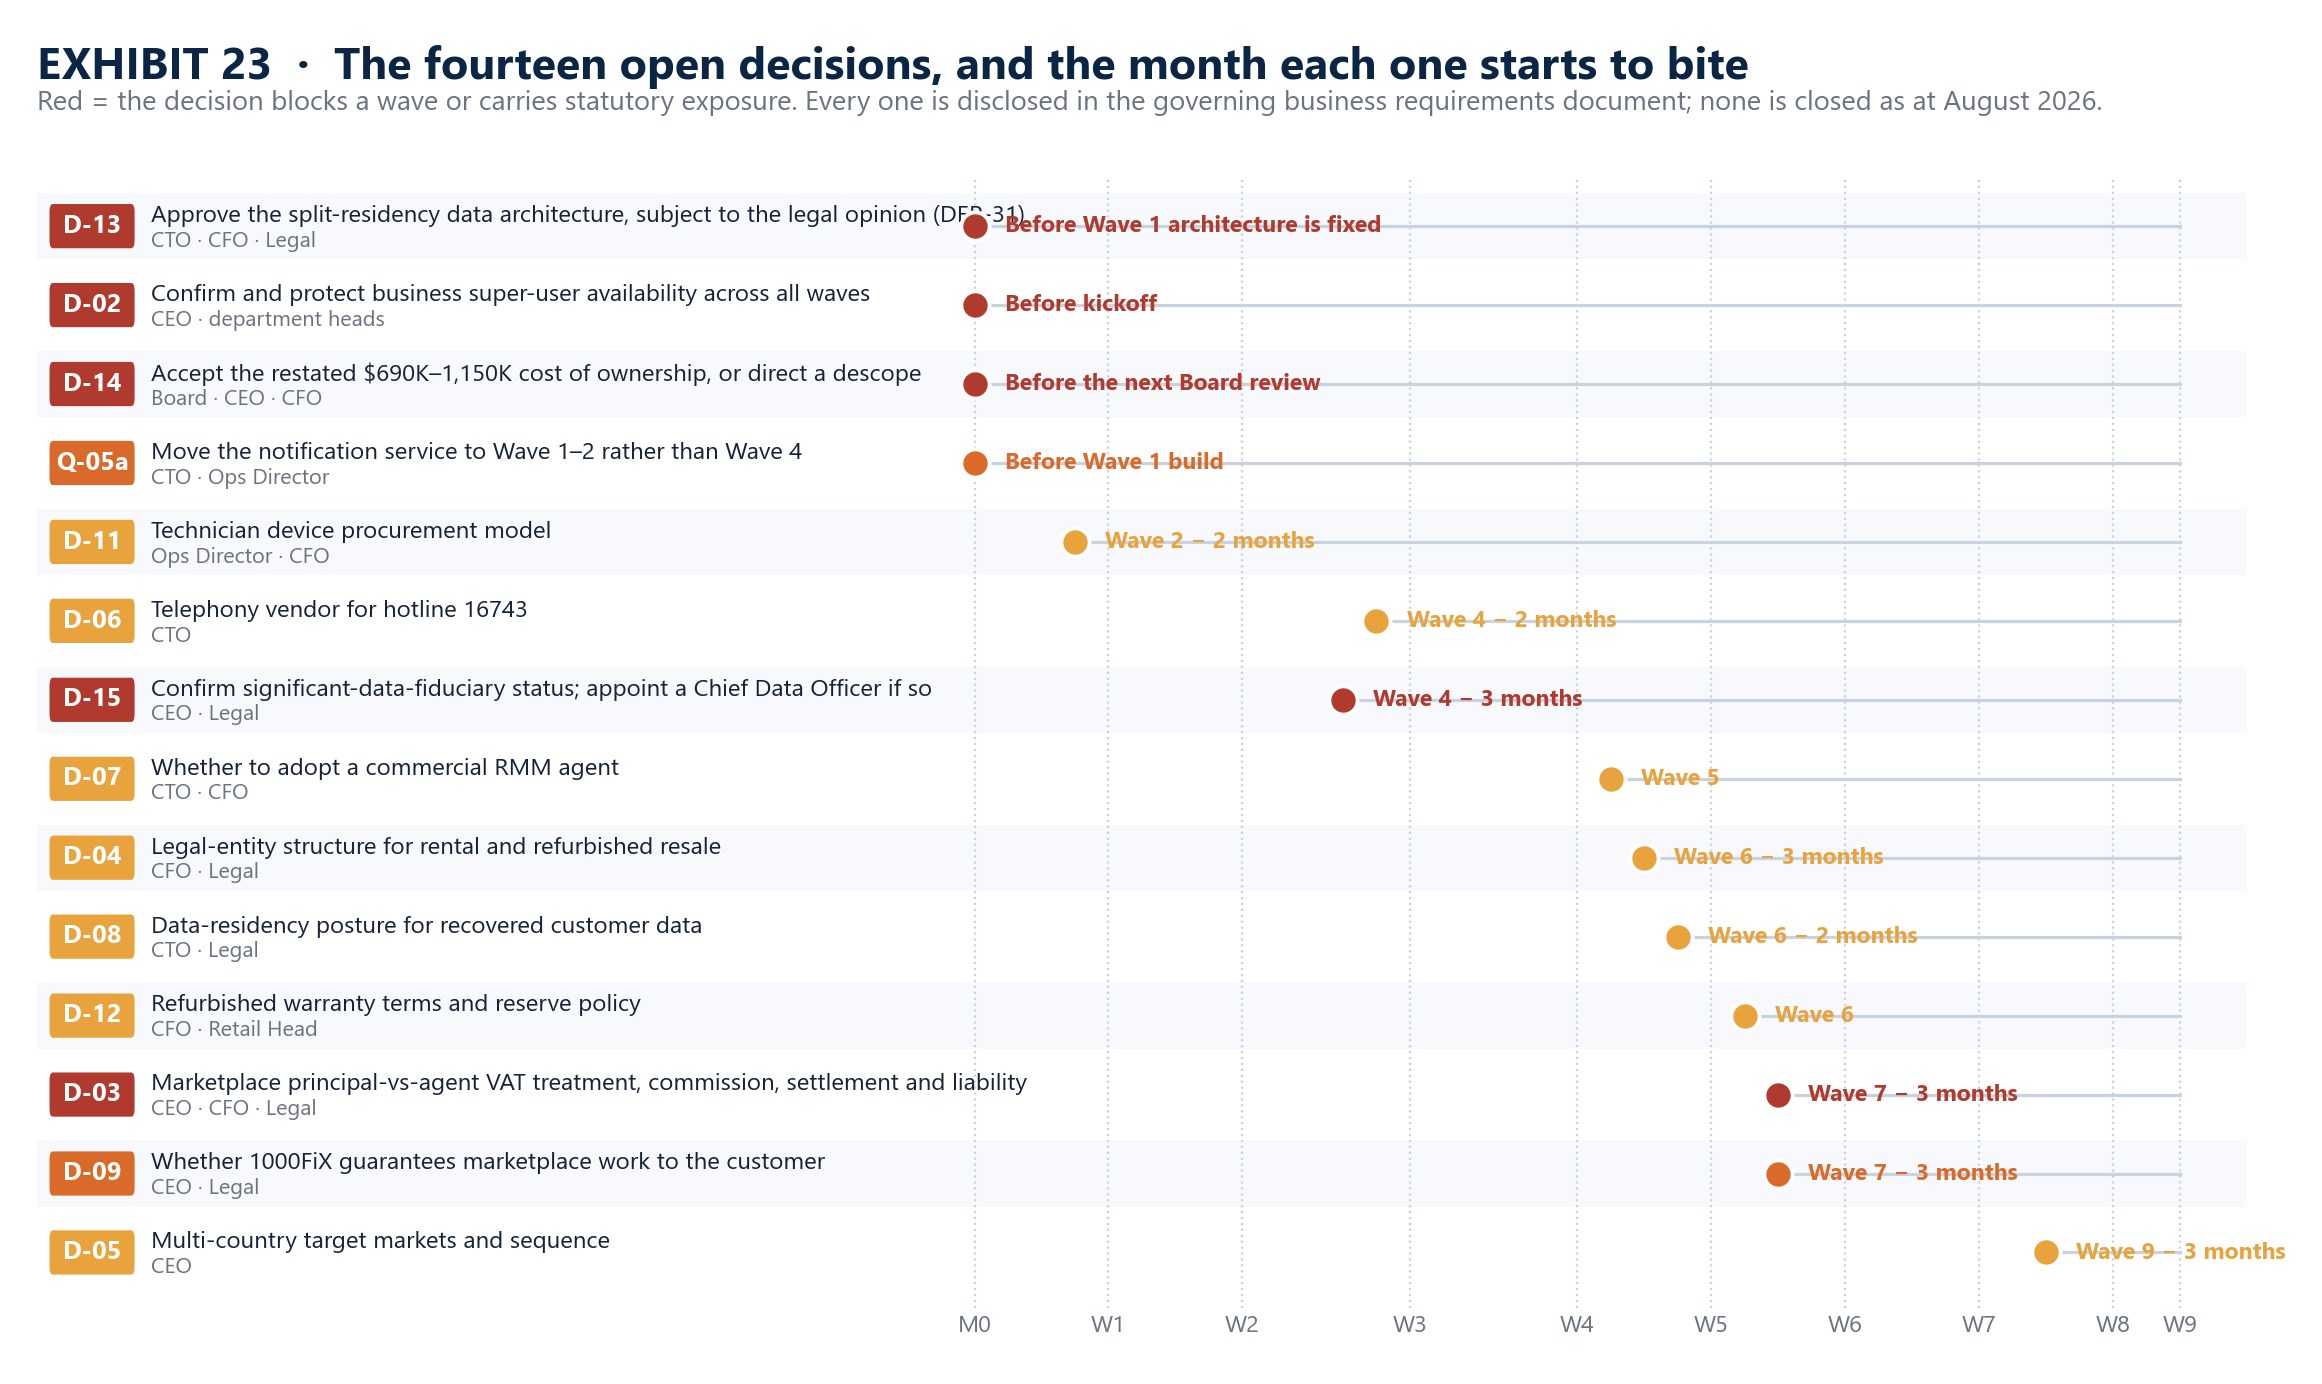 EXHIBIT 23 · The fourteen open decisions, and the month each one starts to bite
Red = the decision blocks a wave or carries statutory exposure. Every one is disclosed in the governing business requirements document; none is closed as at August 2026.
D-13
Approve the split-residency data architecture, subject to the legal opinion (DEP-31)
CTO · CFO · Legal
Before Wave 1 architecture is fixed
D-02
Confirm and protect business super-user availability across all waves
CEO · department heads
Before kickoff
D-14
Accept the restated $690K–1,150K cost of ownership, or direct a descope
Board · CEO · CFO
Before the next Board review
Q-05a
Move the notification service to Wave 1–2 rather than Wave 4
CTO · Ops Director
Before Wave 1 build
D-11
Technician device procurement model
Ops Director · CFO
Wave 2 − 2 months
D-06
Telephony vendor for hotline 16743
CTO
Wave 4 − 2 months
D-15
Confirm significant-data-fiduciary status; appoint a Chief Data Officer if so
CEO · Legal
Wave 4 − 3 months
D-07
Whether to adopt a commercial RMM agent
CTO · CFO
Wave 5
D-04
Legal-entity structure for rental and refurbished resale
CFO · Legal
Wave 6 − 3 months
D-08
Data-residency posture for recovered customer data
CTO · Legal
Wave 6 − 2 months
D-12
Refurbished warranty terms and reserve policy
CFO · Retail Head
Wave 6
D-03
Marketplace principal-vs-agent VAT treatment, commission, settlement and liability
CEO · CFO · Legal
Wave 7 − 3 months
D-09
Whether 1000FiX guarantees marketplace work to the customer
CEO · Legal
Wave 7 − 3 months
D-05
Multi-country target markets and sequence
CEO
Wave 9 − 3 months
M0 W1 W2 W3 W4 W5 W6 W7 W8 W9